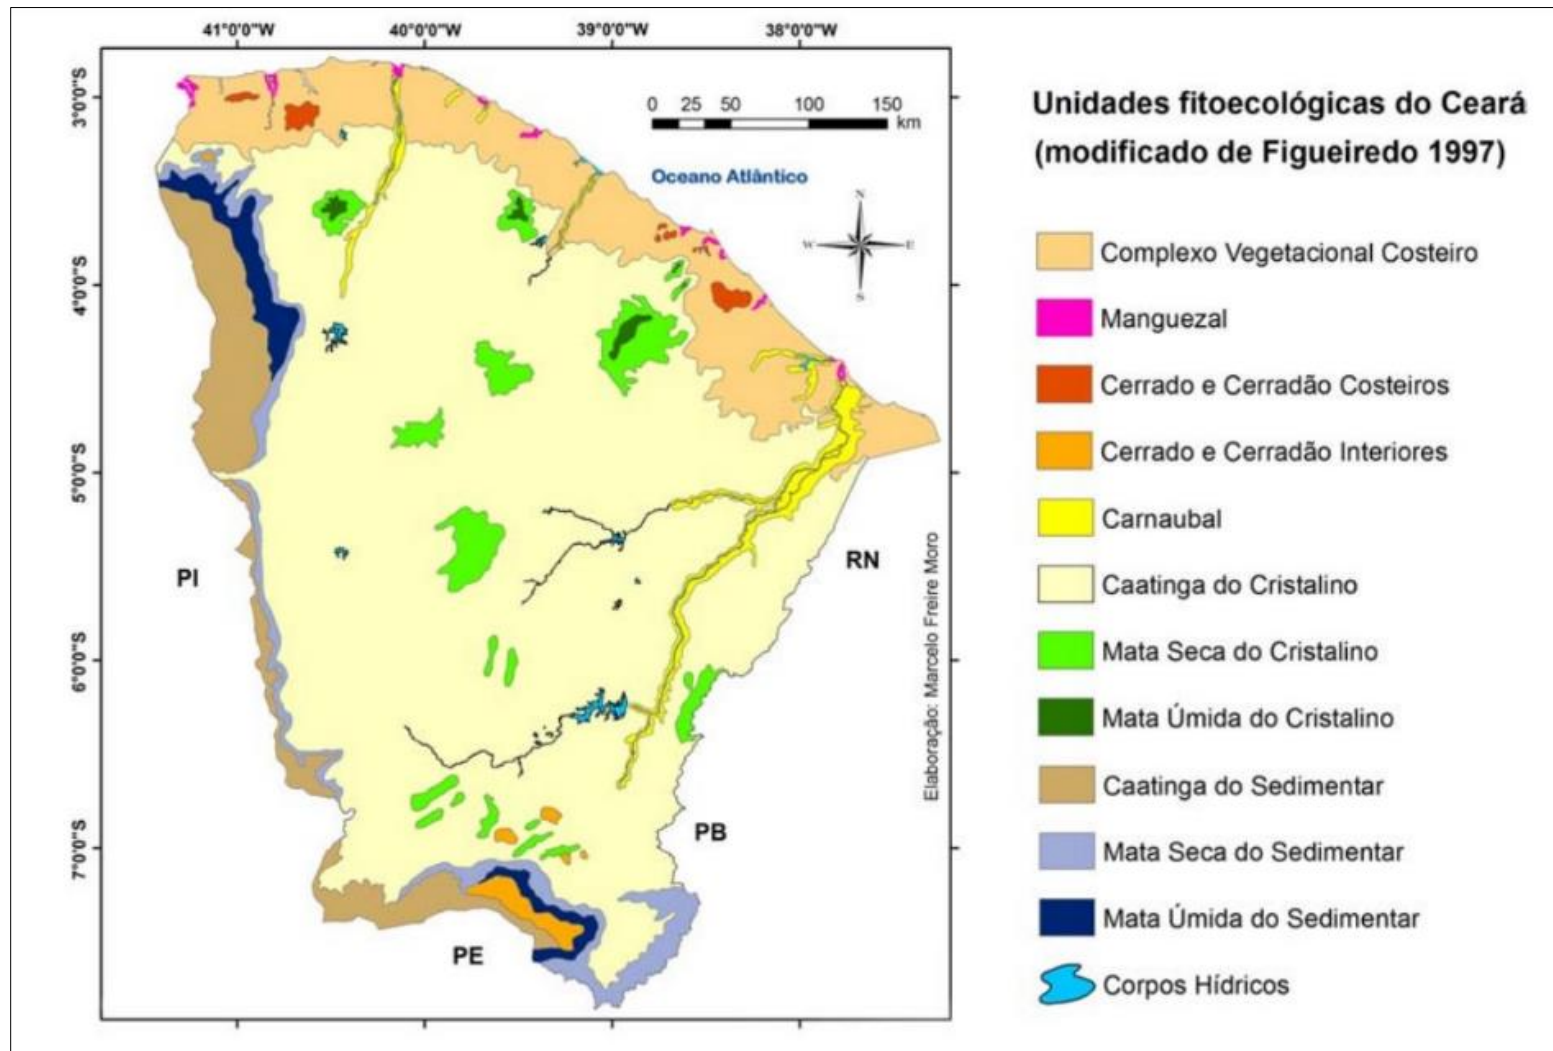 41°0'0"W 40°0'0"W 39°0'0"W 38°0'0"W
3°0'0"S
4°0'0"S
5°0'0"S
6°0'0"S
7°0'0"S
0 25 50 100 150
km
Oceano Atlântico
N
W E
S
PI
RN
PB
PE
Elaboração: Marcelo Freire Moro
Unidades fitoecológicas do Ceará
(modificado de Figueiredo 1997)
Complexo Vegetacional Costeiro
Manguezal
Cerrado e Cerradão Costeiros
Cerrado e Cerradão Interiores
Carnaubal
Caatinga do Cristalino
Mata Seca do Cristalino
Mata Úmida do Cristalino
Caatinga do Sedimentar
Mata Seca do Sedimentar
Mata Úmida do Sedimentar
Corpos Hídricos